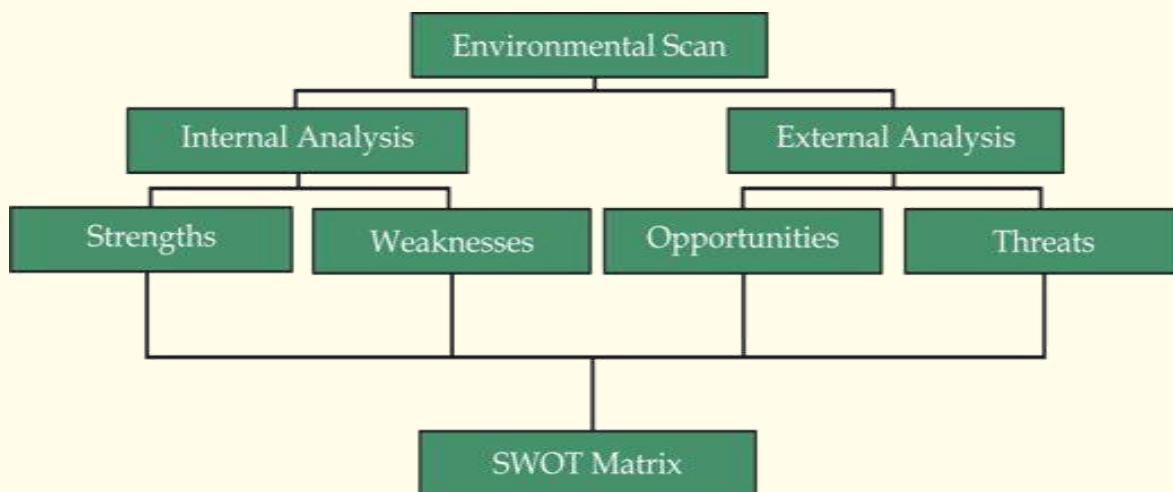 Environmental Scan
Internal Analysis
External Analysis
Strengths
Weaknesses
Opportunities
Threats
SWOT Matrix